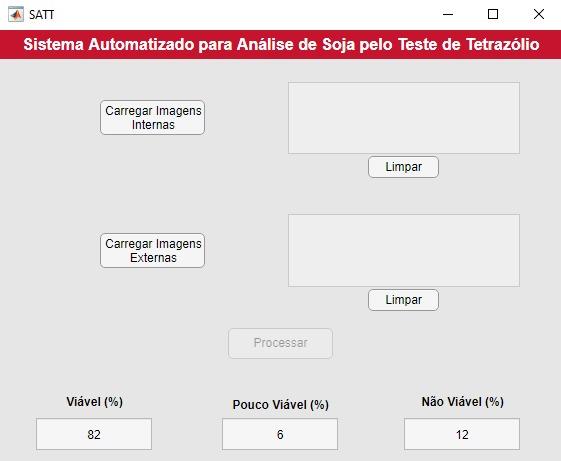 SATT
Sistema Automatizado para Análise de Soja pelo Teste de Tetrazólio
Carregar Imagens
Internas
Limpar
Carregar Imagens
Externas
Limpar
Processar
Viável (%)
Pouco Viável (%)
Não Viável (%)
82
6
12